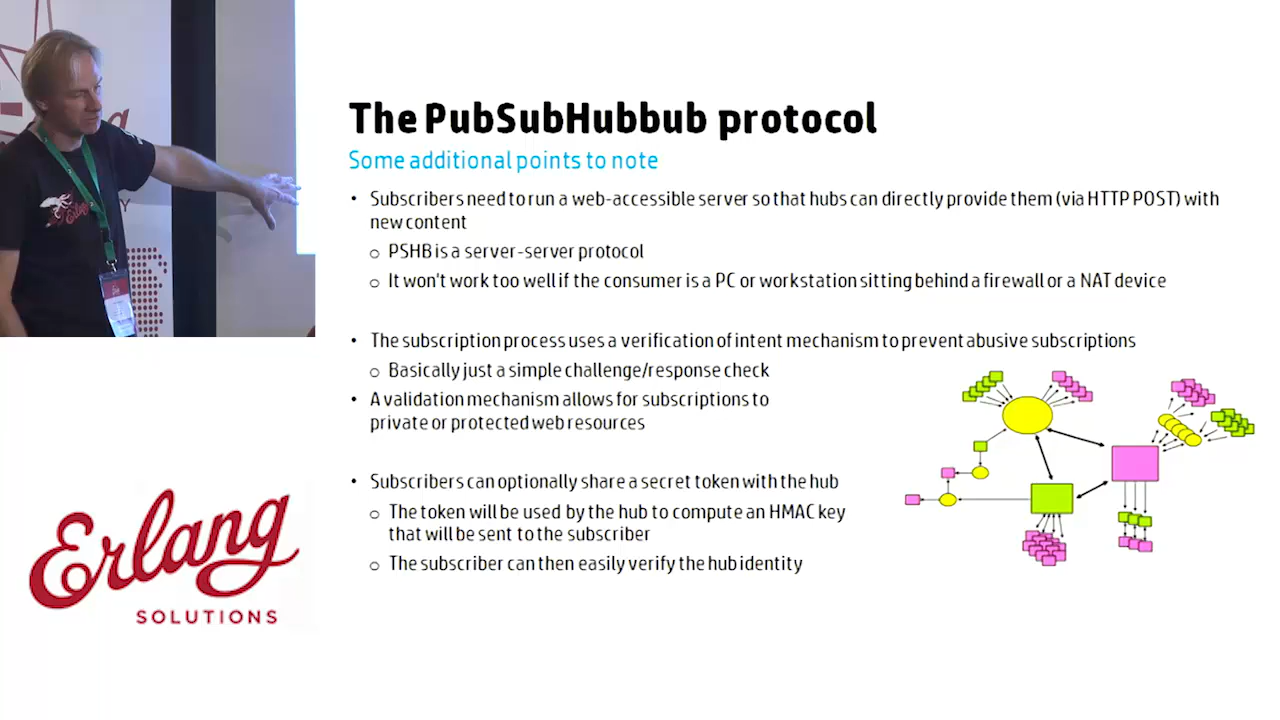 The PubSubHubbub protocol
Some additional points to note
• Subscribers need to run a web-accessible server so that hubs can directly provide them (via HTTP POST) with
new content
o PSHB is a server-server protocol
o It won't work too well if the consumer is a PC or workstation sitting behind a firewall or a NAT device
• The subscription process uses a verification of intent mechanism to prevent abusive subscriptions
o Basically just a simple challenge/response check
• A validation mechanism allows for subscriptions to
private or protected web resources
• Subscribers can optionally share a secret token with the hub
o The token will be used by the hub to compute an HMAC key
that will be sent to the subscriber
o The subscriber can then easily verify the hub identity
Erlang
SOLUTIONS